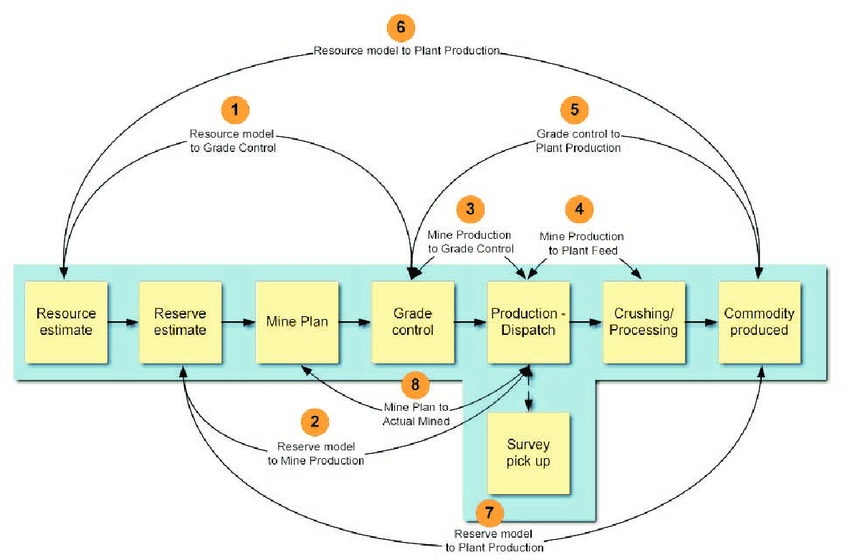 6
Resource model to Plant Production
1
Resource model
to Grade Control
5
Grade control to
Plant Production
3
Mine Production
to Grade Control
4
Mine Production
to Plant Feed
Resource
estimate
Reserve
estimate
Mine Plan
Grade
control
Production -
Dispatch
Crushing/
Processing
Commodity
produced
8
Mine Plan to
Actual Mined
2
Reserve model
to Mine Production
Survey
pick up
7
Reserve model
to Plant Production